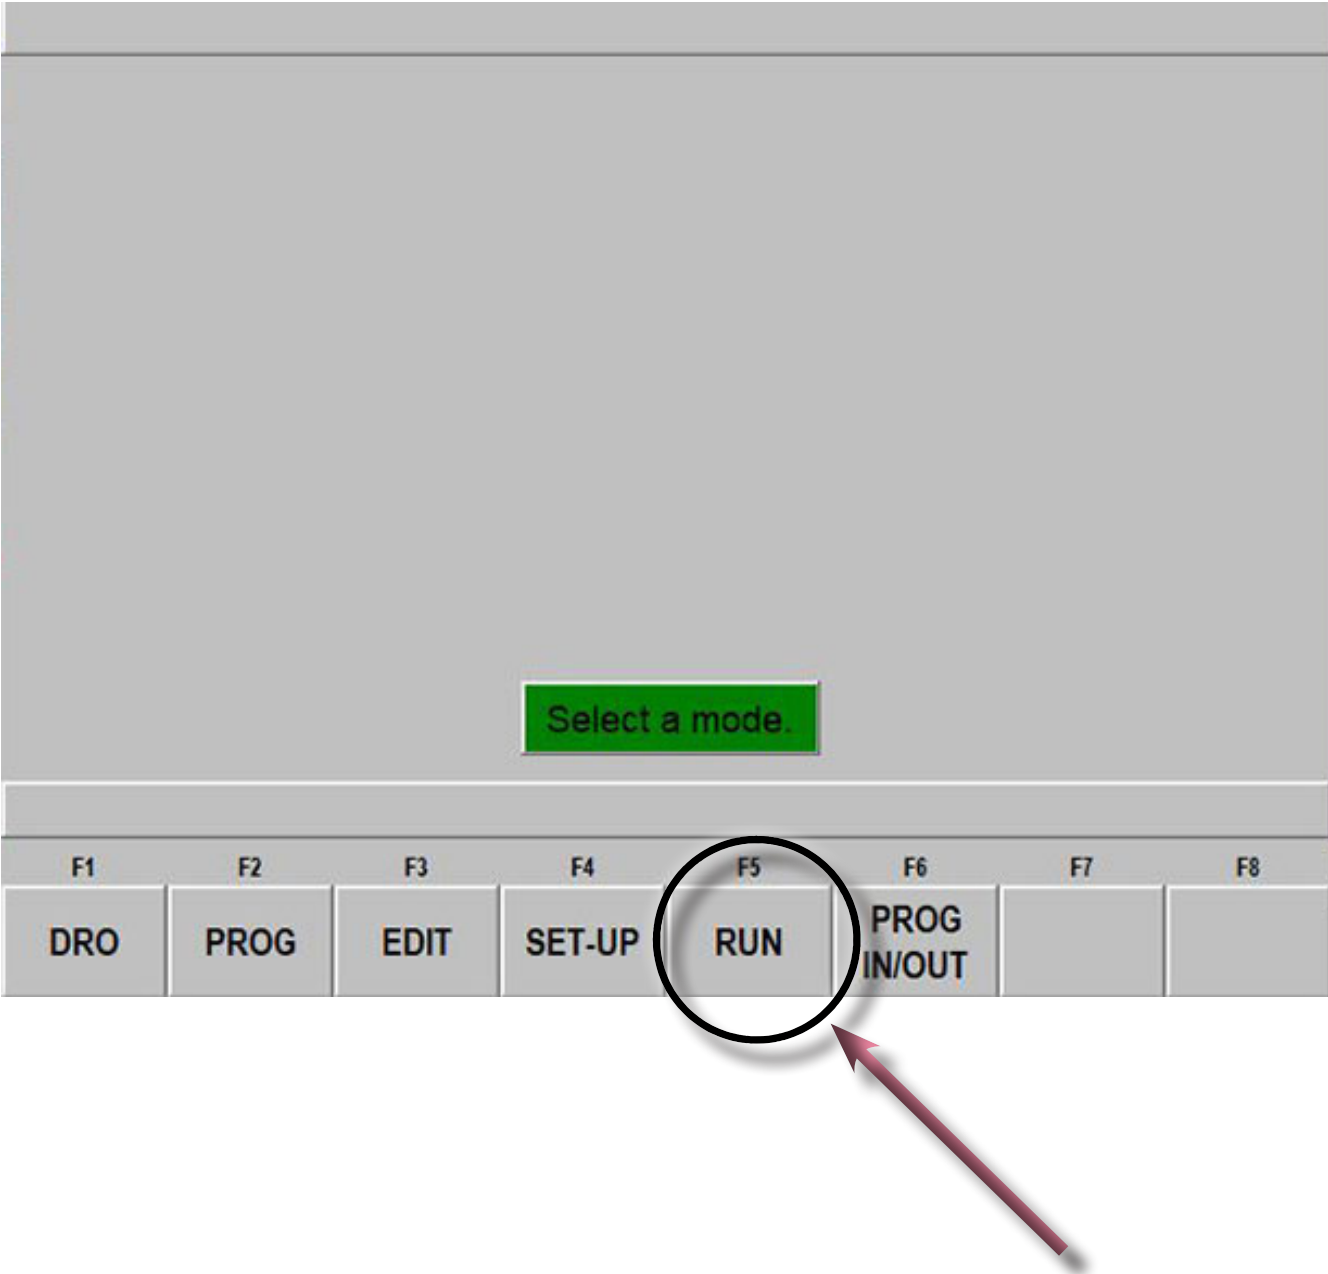 Select a mode.
F1 F2 F3 F4 F5 F6 F7 F8
DRO PROG EDIT SET-UP RUN PROG
IN/OUT